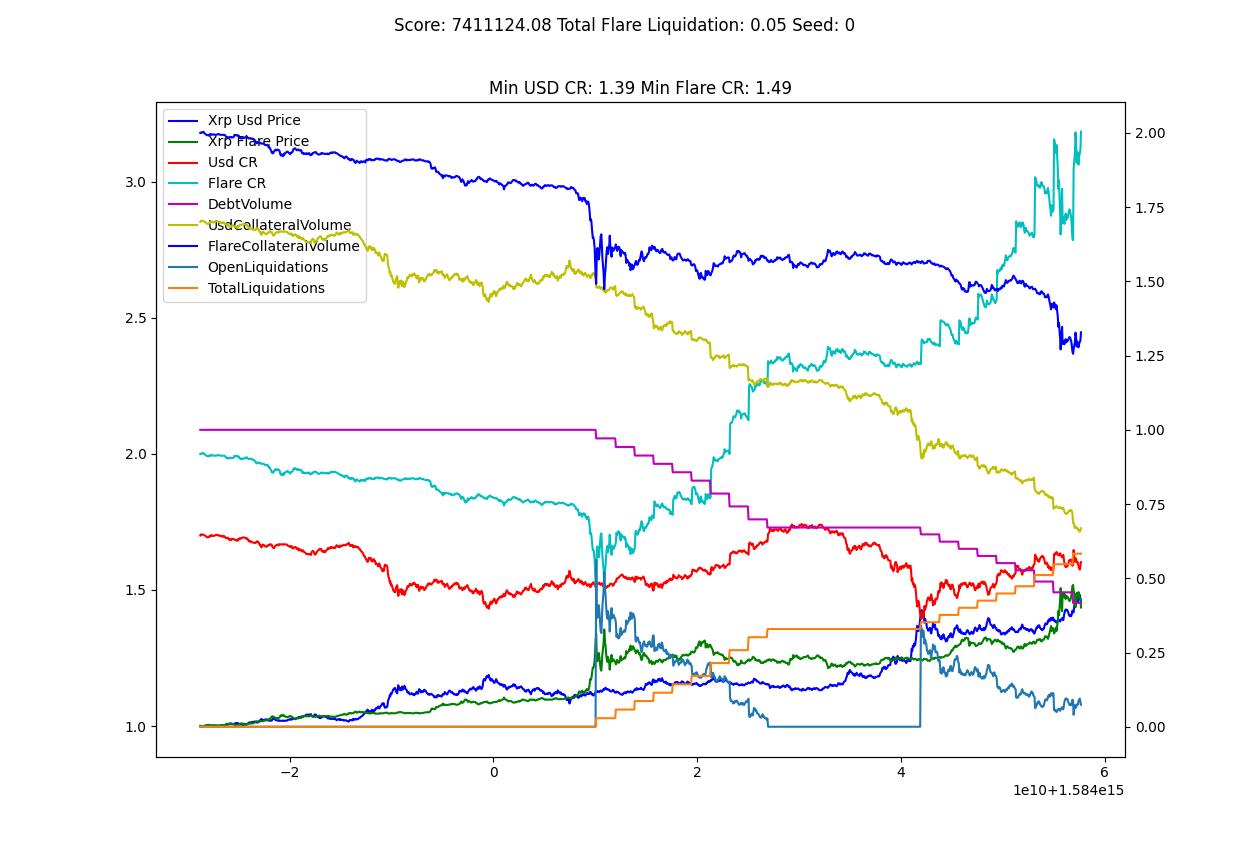 Score: 7411124.08 Total Flare Liquidation: 0.05 Seed: 0
Min USD CR: 1.39 Min Flare CR: 1.49
Xrp Usd Price
Xrp Flare Price
Usd CR
Flare CR
DebtVolume
UsdCollateralVolume
FlareCollateralVolume
OpenLiquidations
TotalLiquidations
3.0
2.5
2.0
1.5
1.0
2.00
1.75
1.50
1.25
1.00
0.75
0.50
0.25
0.00
−2
0
2
4
6
1e10+1.584e15